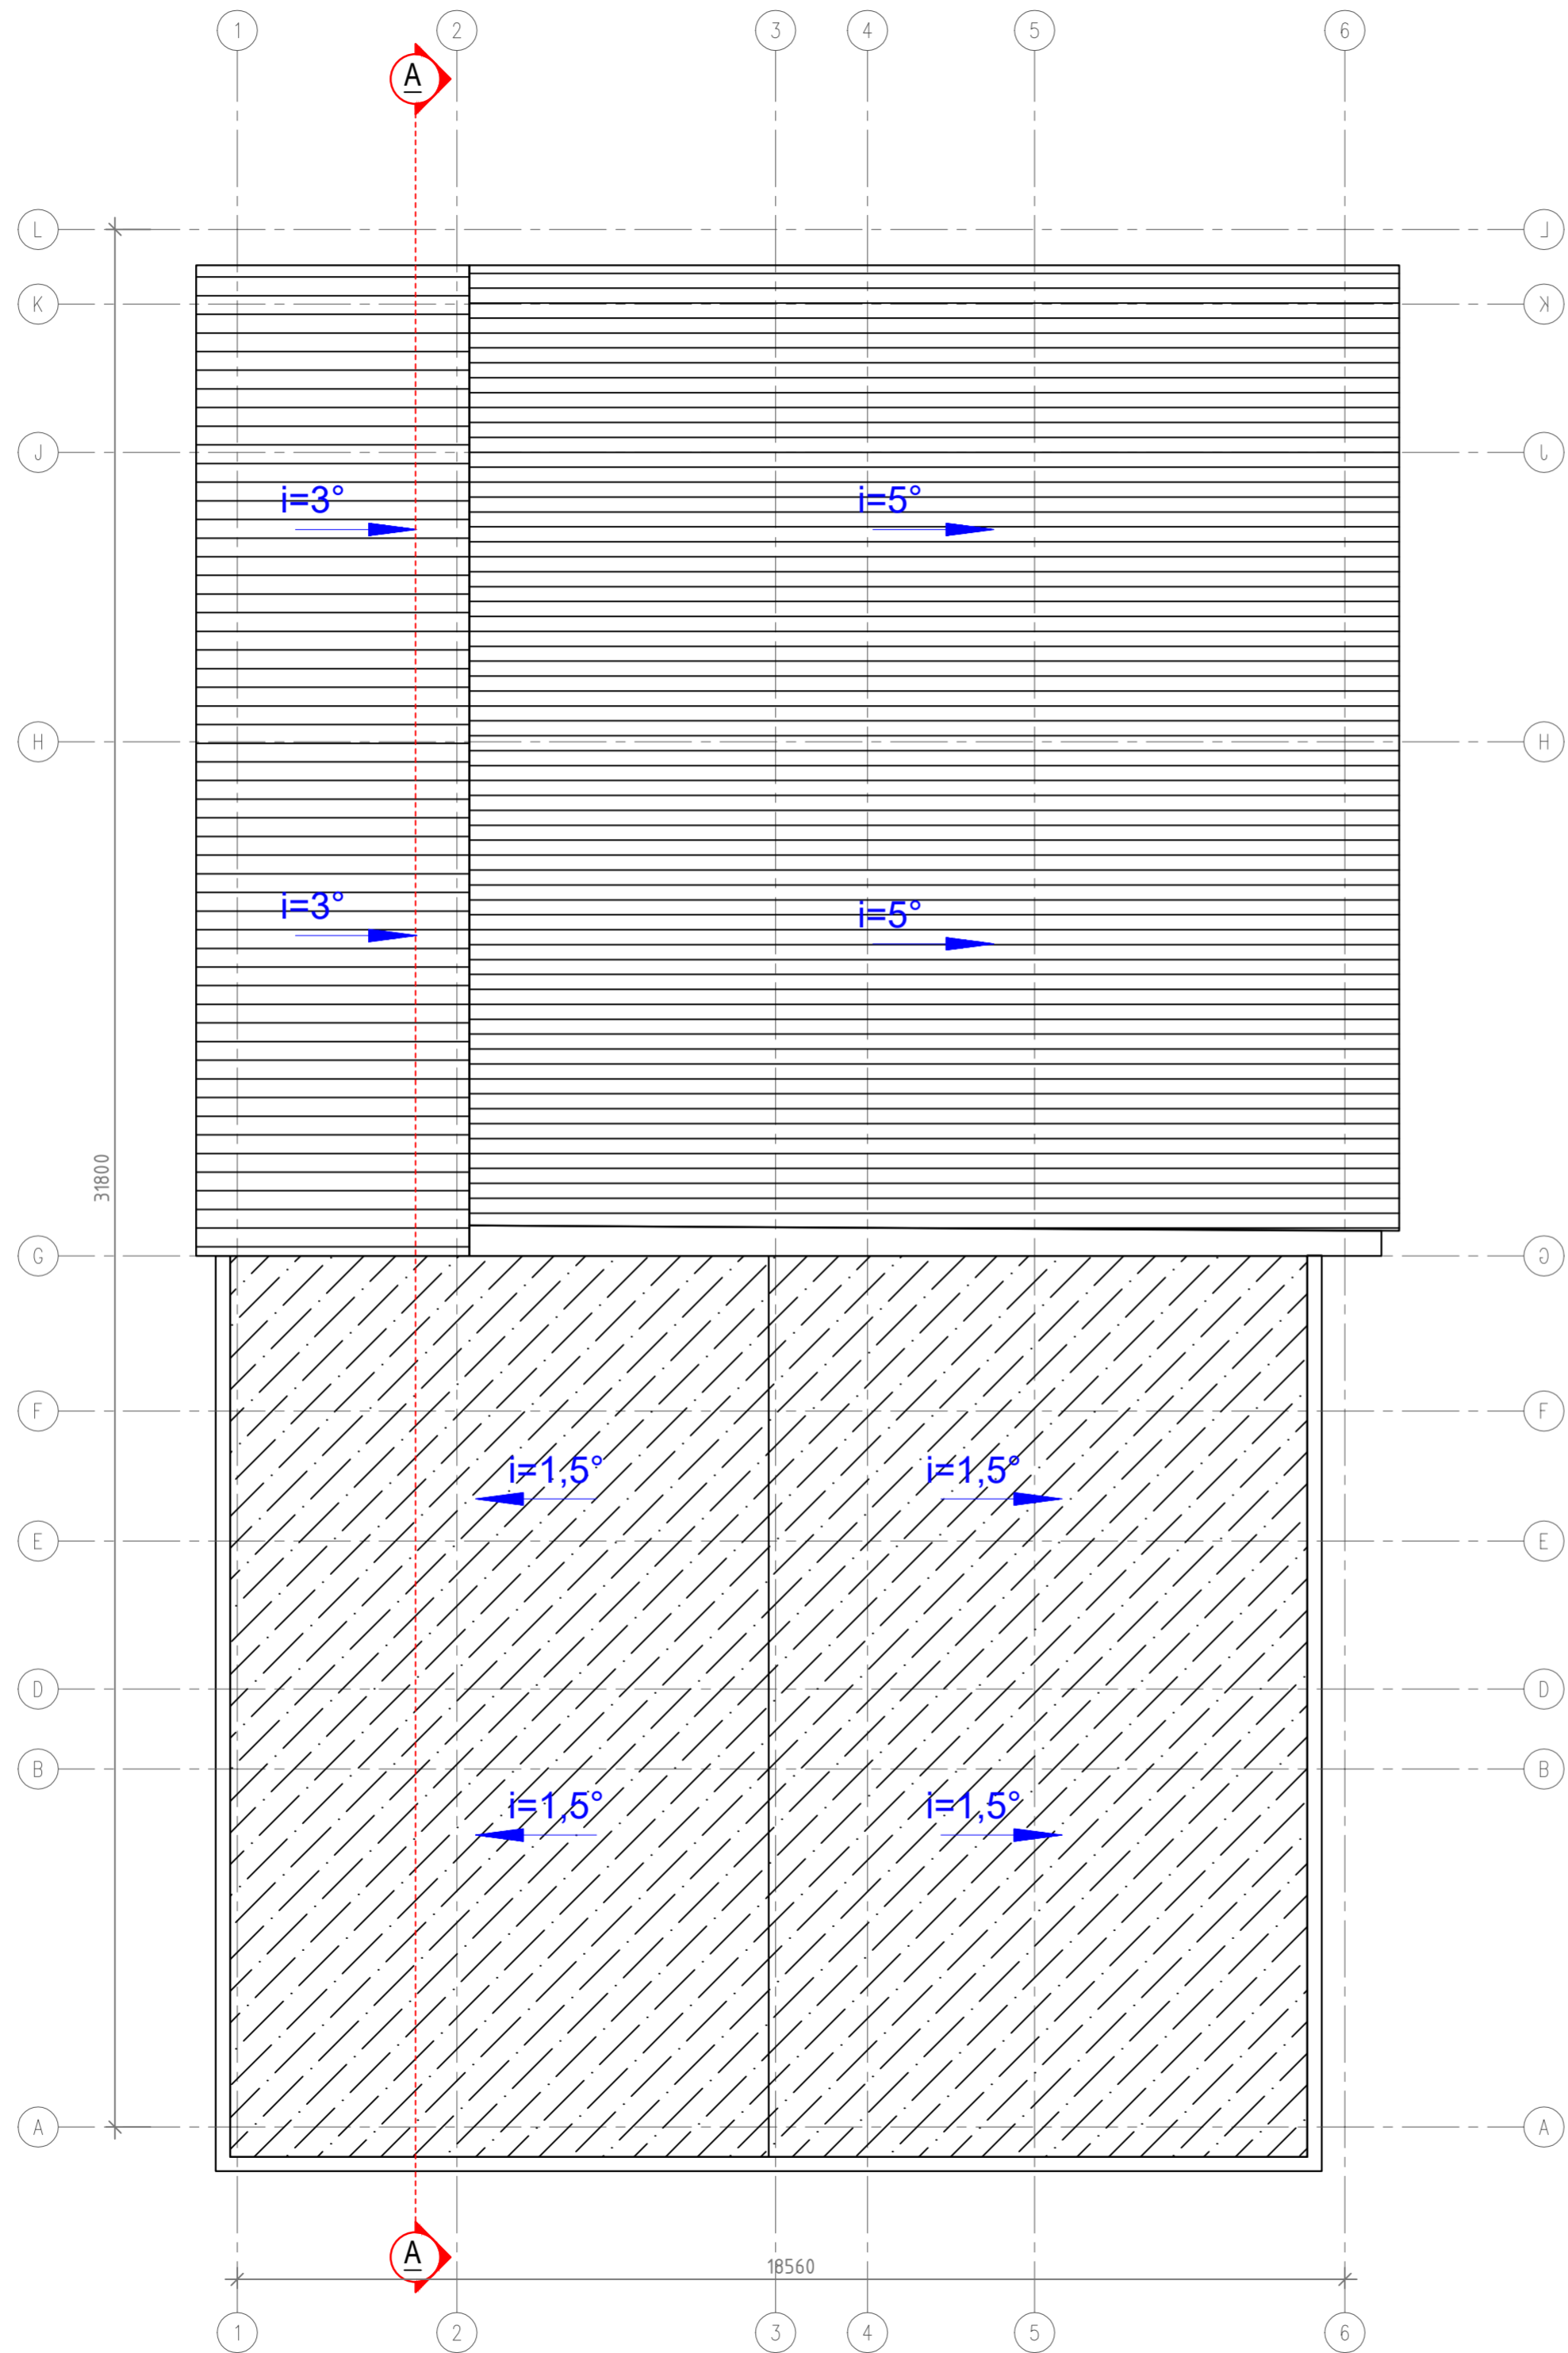 1 2 3 4 5 6
A
L L
K K
J J
i=3° i=5°
H H
i=3° i=5°
31800
G G
F F
i=1,5° i=1,5°
E E
D D
B B
i=1,5° i=1,5°
A A
A
18560
1 2 3 4 5 6